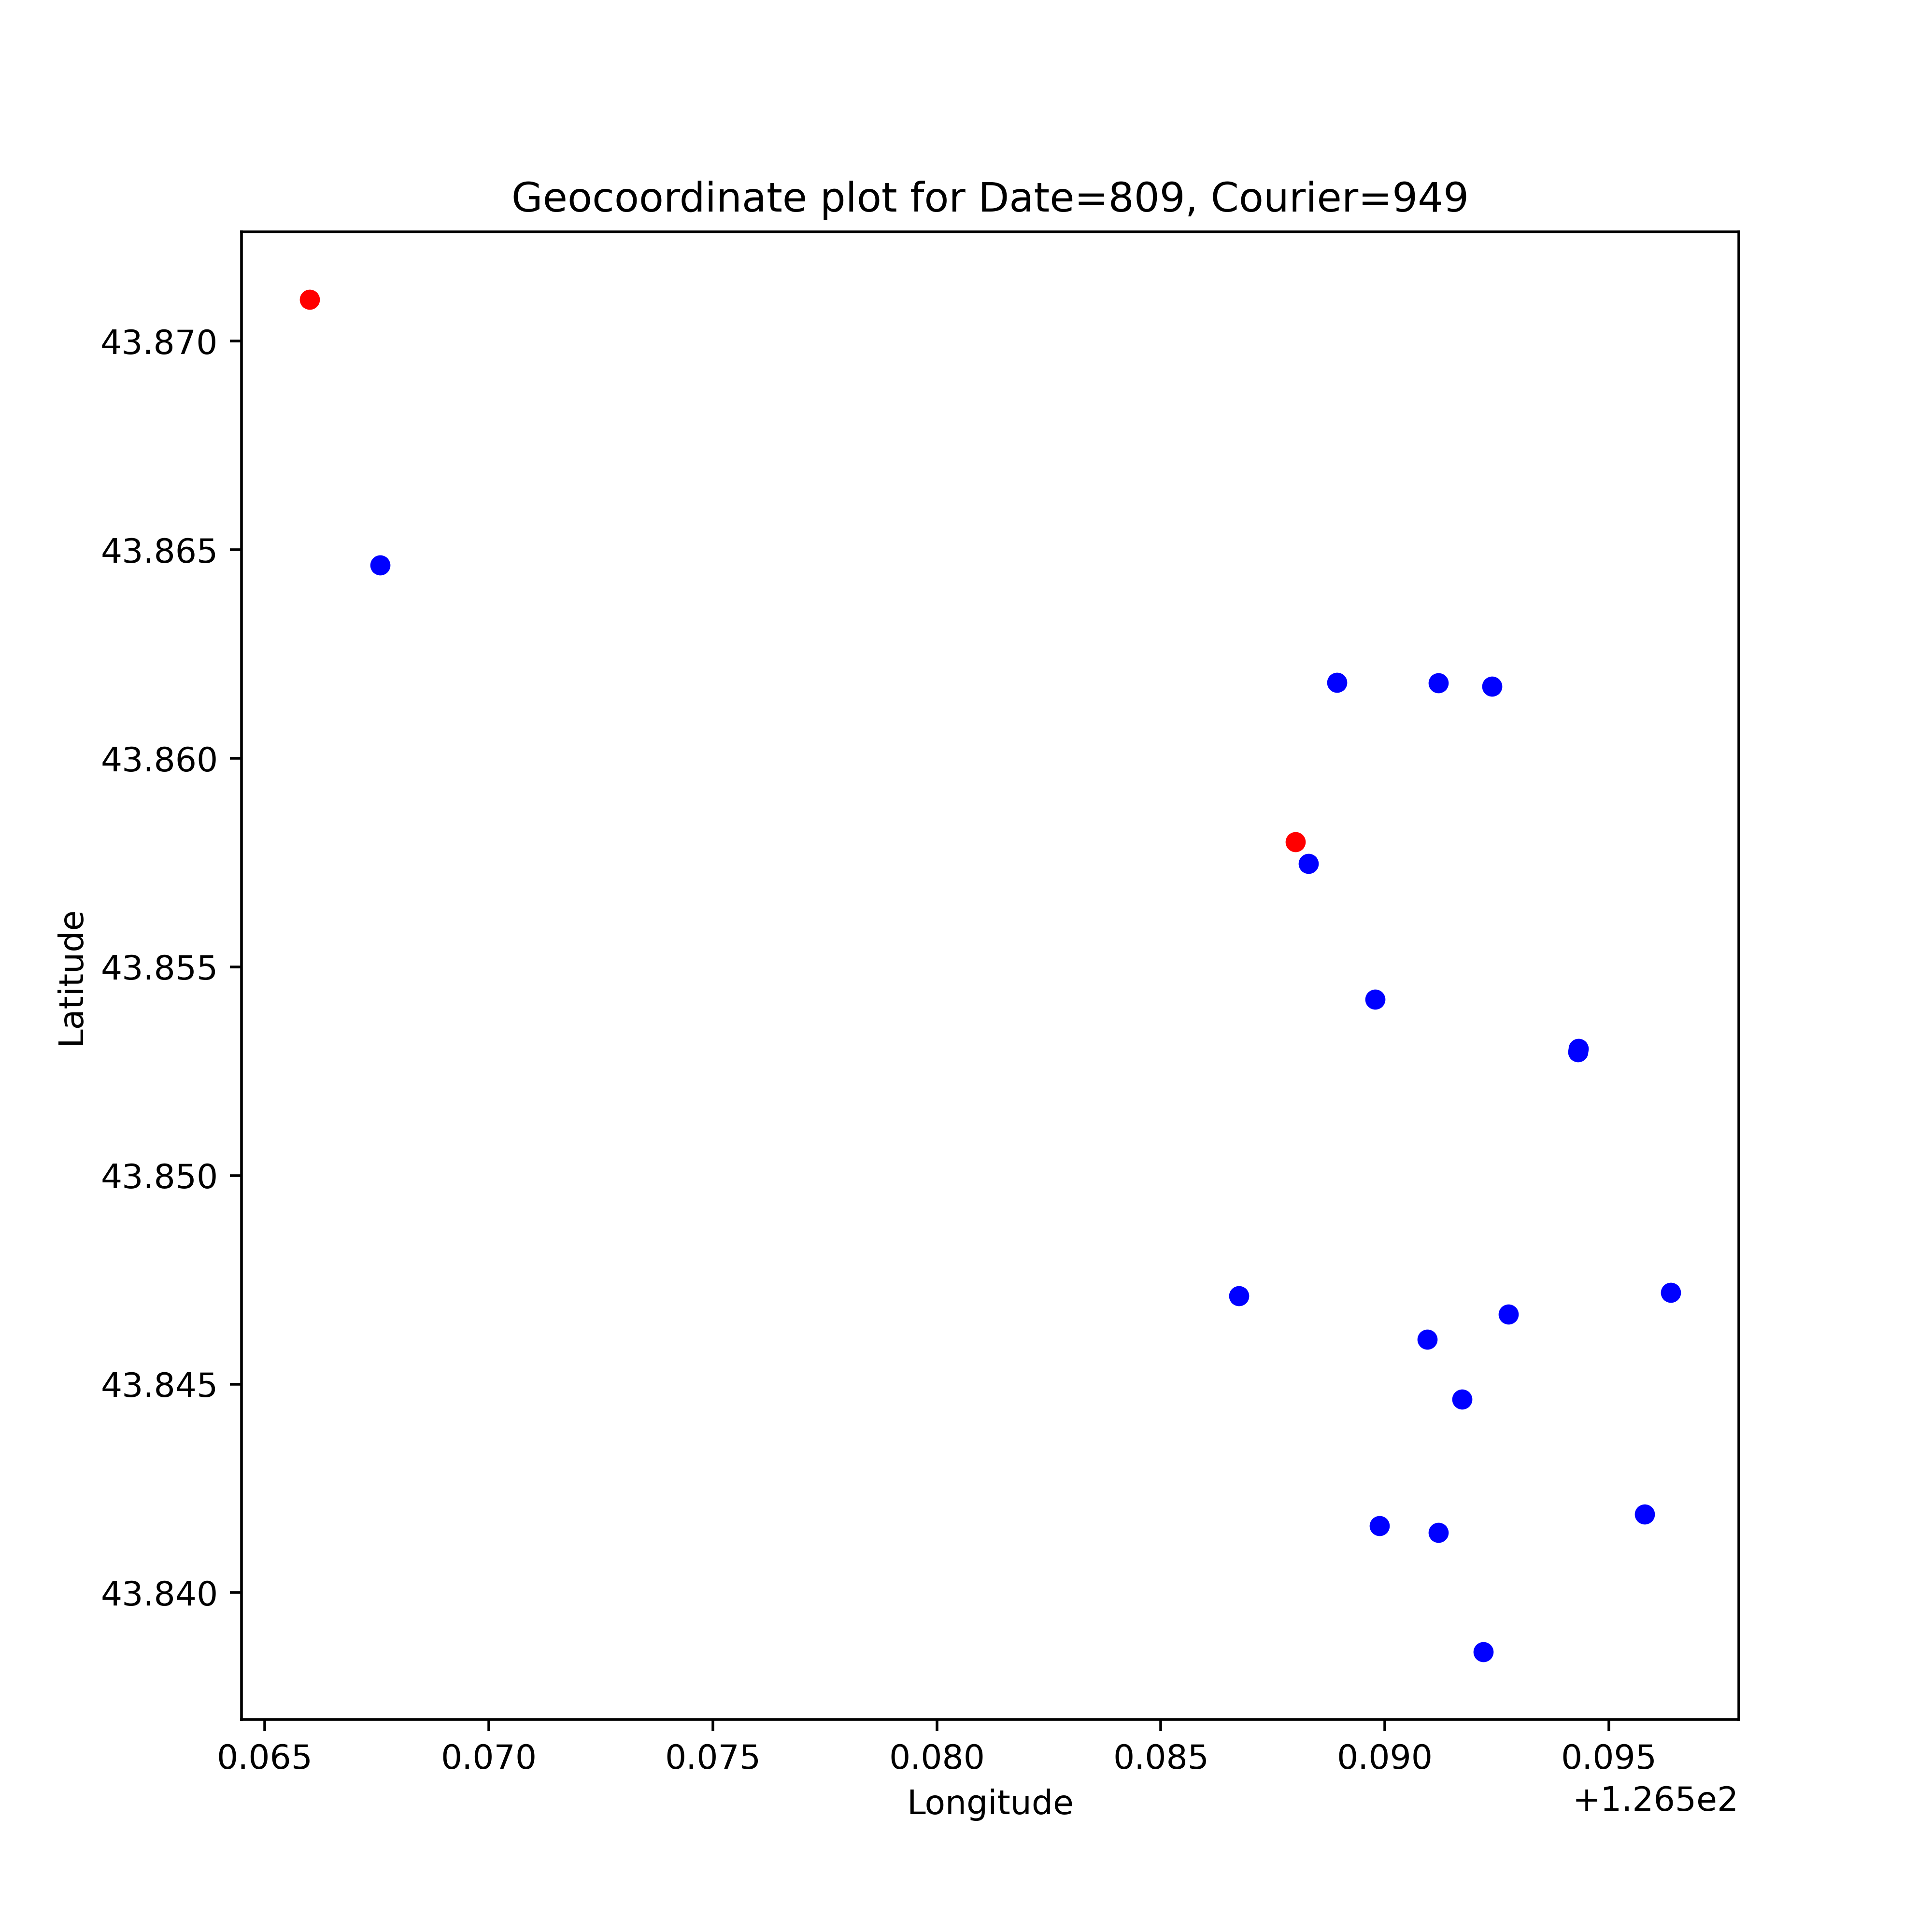 Geocoordinate plot for Date=809, Courier=949
43.870
43.865
43.860
43.855
43.850
43.845
43.840
Latitude
0.065 0.070 0.075 0.080 0.085 0.090 0.095
+1.265e2
Longitude